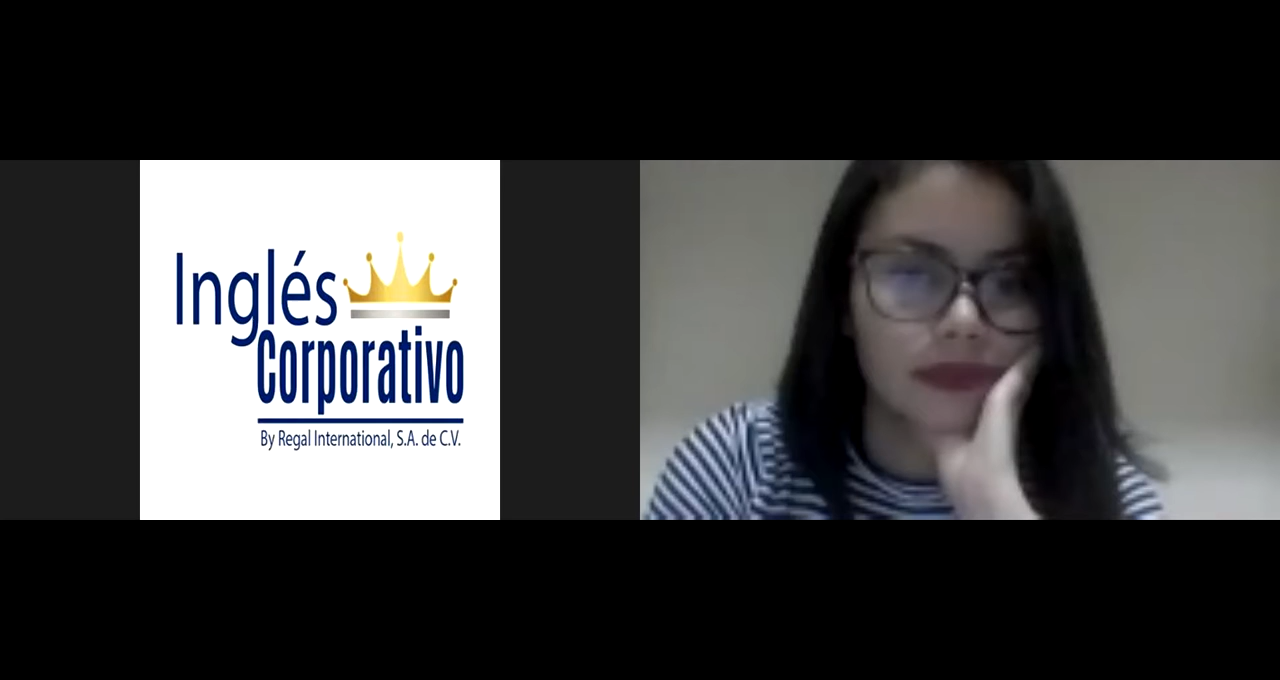 Inglés
Corporativo
By Regal International, S.A. de C.V.